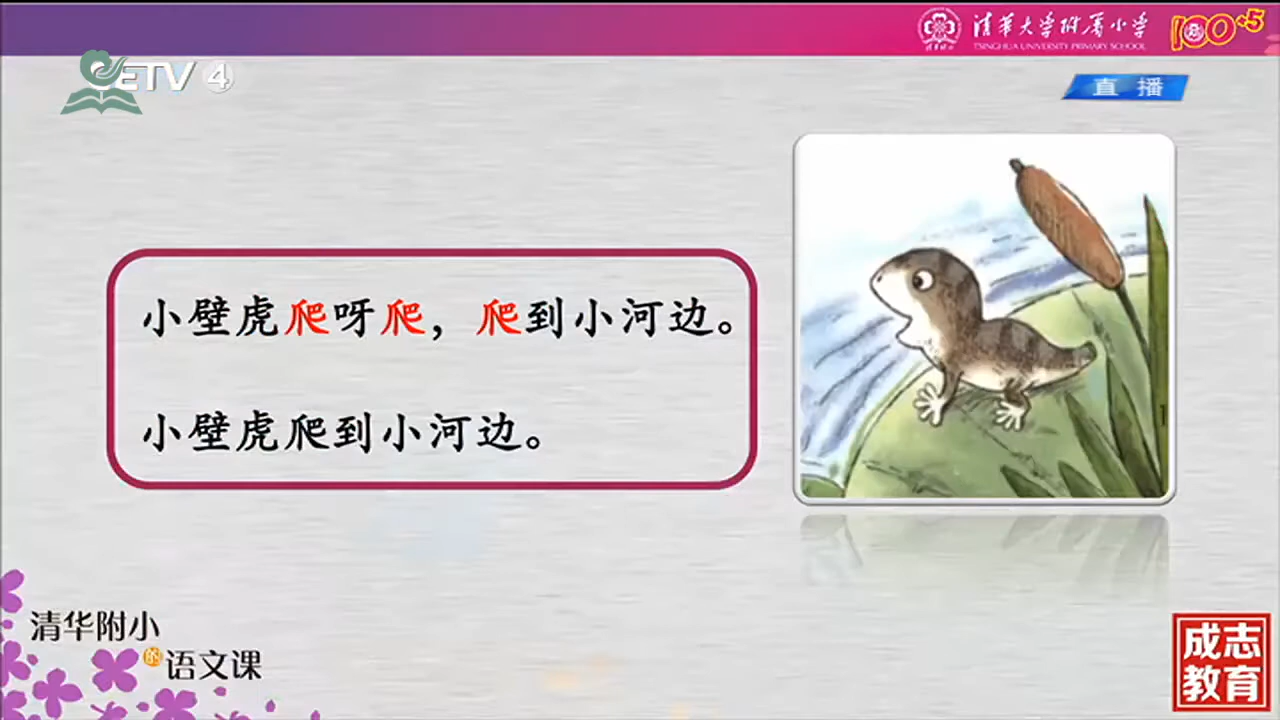 清华大学附属小学
TSINGHUA UNIVERSITY PRIMARY SCHOOL
100+5
CETV 4
直播
小壁虎爬呀爬，爬到小河边。
小壁虎爬到小河边。
清华附小
的语文课
成志
教育